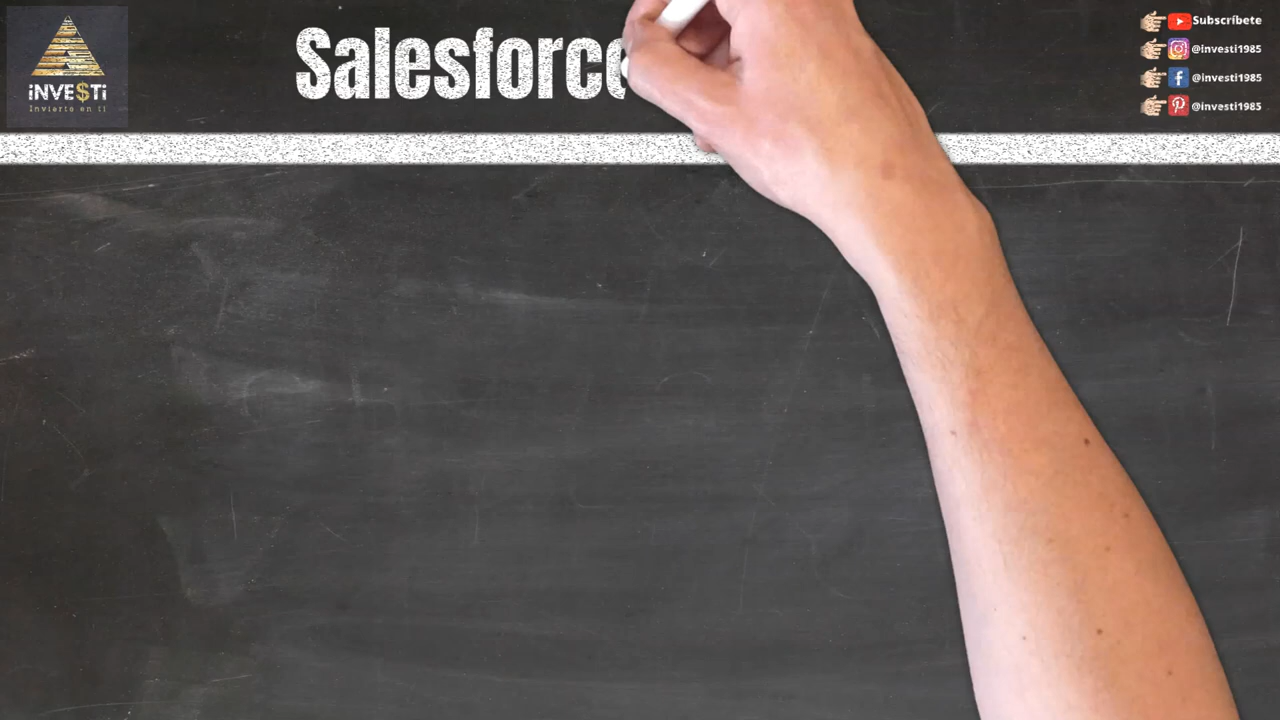 iNVE$Ti
Invierte en ti
Salesforce
Subscríbete
@investi1985
@investi1985
@investi1985